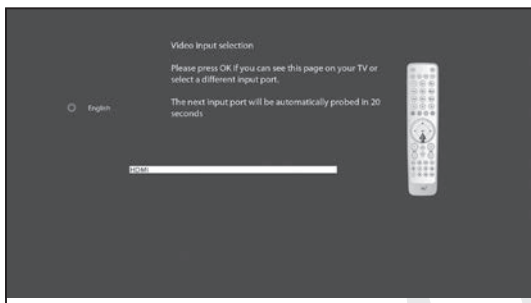 Video input selection
Please press OK if you can see this page on your TV or
select a different input port.
English
The next input port will be automatically probed in 20
seconds
HDMI